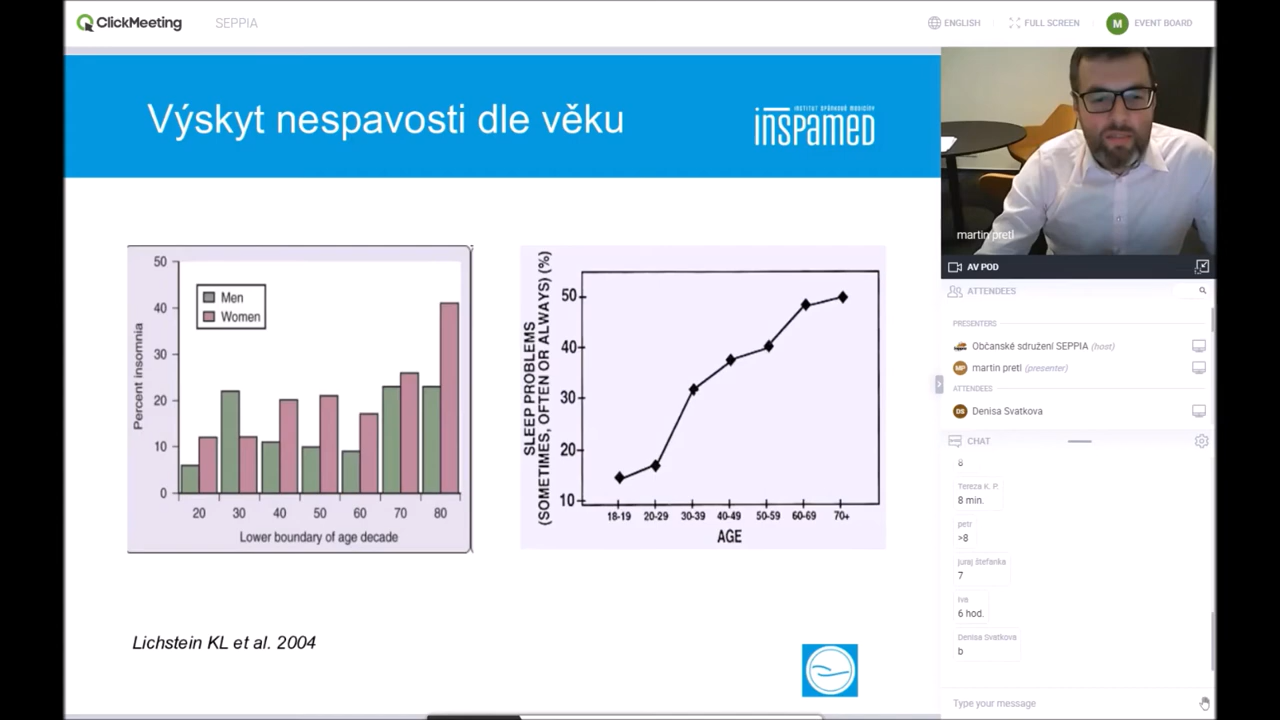 ClickMeeting
SEPPIA
ENGLISH
FULL SCREEN
M
EVENT BOARD
Výskyt nespavosti dle věku
INSTITUT SPÁNKOVÉ MEDICÍNY
inspamed
50
40
30
20
10
0
Percent insomnia
Men
Women
20 30 40 50 60 70 80
Lower boundary of age decade
SLEEP PROBLEMS
(SOMETIMES, OFTEN OR ALWAYS) (%)
50
40
30
20
10
18-19 20-29 30-39 40-49 50-59 60-69 70+
AGE
Lichstein KL et al. 2004
martin pretl
AV POD
ATTENDEES
PRESENTERS
Občanské sdružení SEPPIA (host)
MP
martin pretl (presenter)
ATTENDEES
DS
Denisa Svatkova
CHAT
8
Tereza K. P.
8 min.
petr
>8
juraj štefanka
7
Iva
6 hod.
Denisa Svatkova
b
Type your message